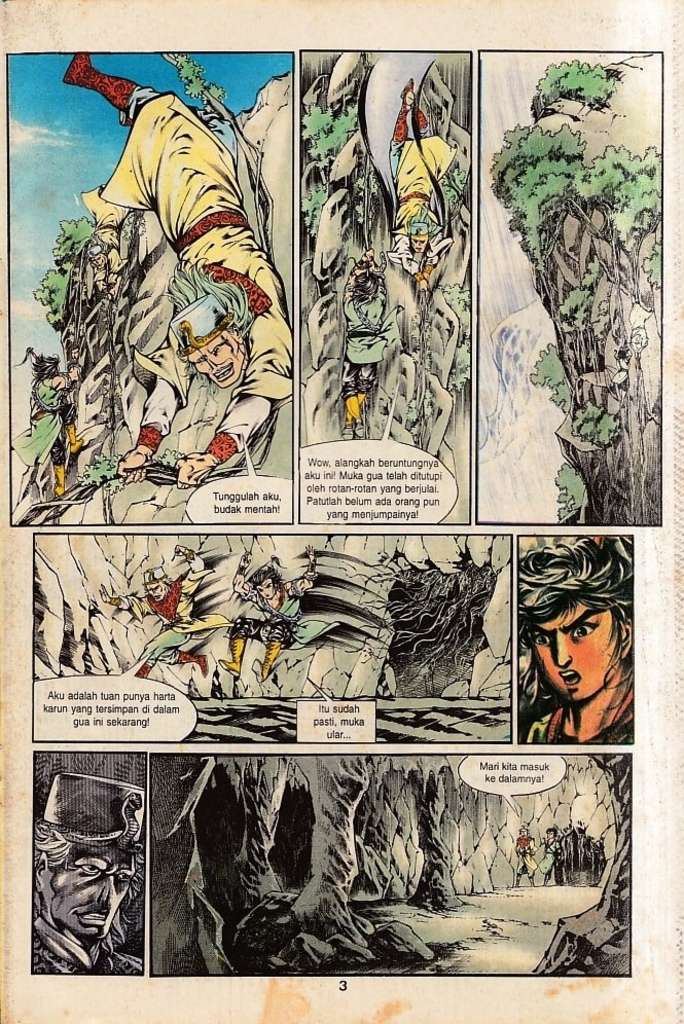 Tunggulah aku,
budak mentah!
Wow, alangkah beruntungnya
aku ini! Muka gua telah ditutupi
oleh rotan-rotan yang berjulai.
Patutlah belum ada orang pun
yang menjumpainya!
Aku adalah tuan punya harta
karun yang tersimpan di dalam
gua ini sekarang!
Itu sudah
pasti, muka
ular...
Mari kita masuk
ke dalamnya!
3